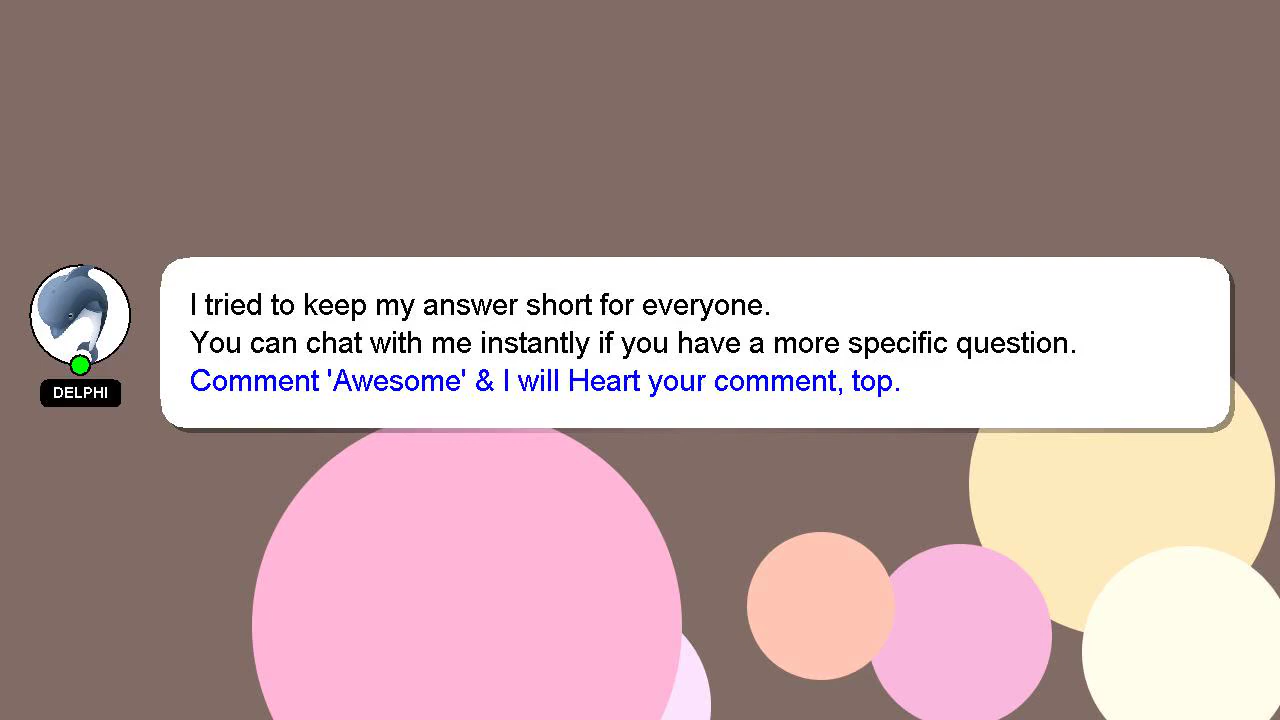 I tried to keep my answer short for everyone.
You can chat with me instantly if you have a more specific question.
Comment 'Awesome' & I will Heart your comment, top.
DELPHI